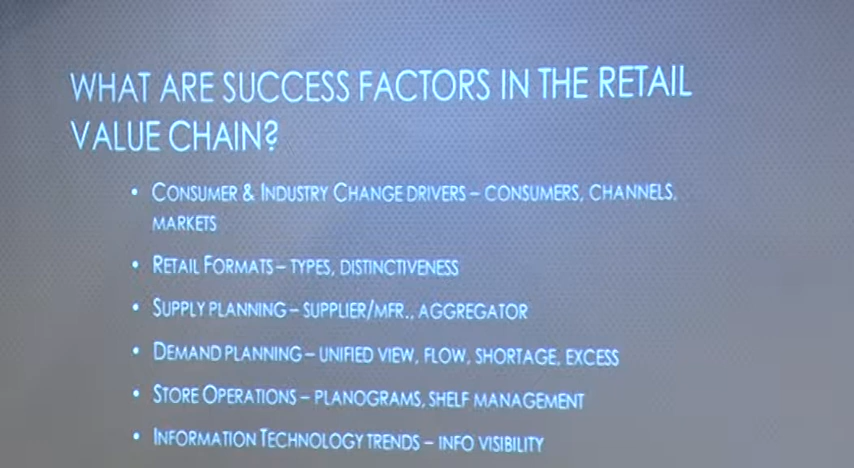 WHAT ARE SUCCESS FACTORS IN THE RETAIL
VALUE CHAIN?
• CONSUMER & INDUSTRY CHANGE DRIVERS – CONSUMERS, CHANNELS,
MARKETS
• RETAIL FORMATS – TYPES, DISTINCTIVENESS
• SUPPLY PLANNING – SUPPLIER/MFR., AGGREGATOR
• DEMAND PLANNING – UNIFIED VIEW, FLOW, SHORTAGE, EXCESS
• STORE OPERATIONS – PLANOGRAMS, SHELF MANAGEMENT
• INFORMATION TECHNOLOGY TRENDS – INFO VISIBILITY